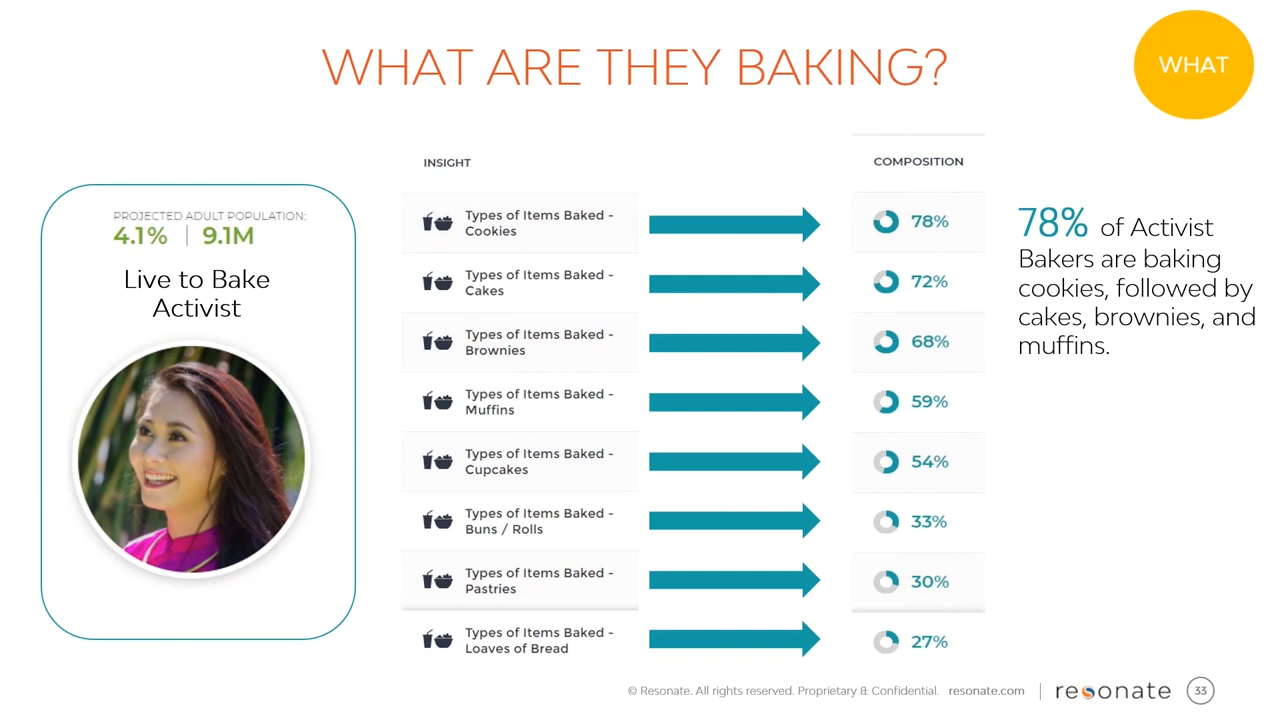 WHAT ARE THEY BAKING?
WHAT
PROJECTED ADULT POPULATION:
4.1% | 9.1M
Live to Bake
Activist
INSIGHT
COMPOSITION
Types of Items Baked -
Cookies
78%
Types of Items Baked -
Cakes
72%
Types of Items Baked -
Brownies
68%
Types of Items Baked -
Muffins
59%
Types of Items Baked -
Cupcakes
54%
Types of Items Baked -
Buns / Rolls
33%
Types of Items Baked -
Pastries
30%
Types of Items Baked -
Loaves of Bread
27%
78% of Activist
Bakers are baking
cookies, followed by
cakes, brownies, and
muffins.
© Resonate. All rights reserved. Proprietary & Confidential. resonate.com | resonate 33